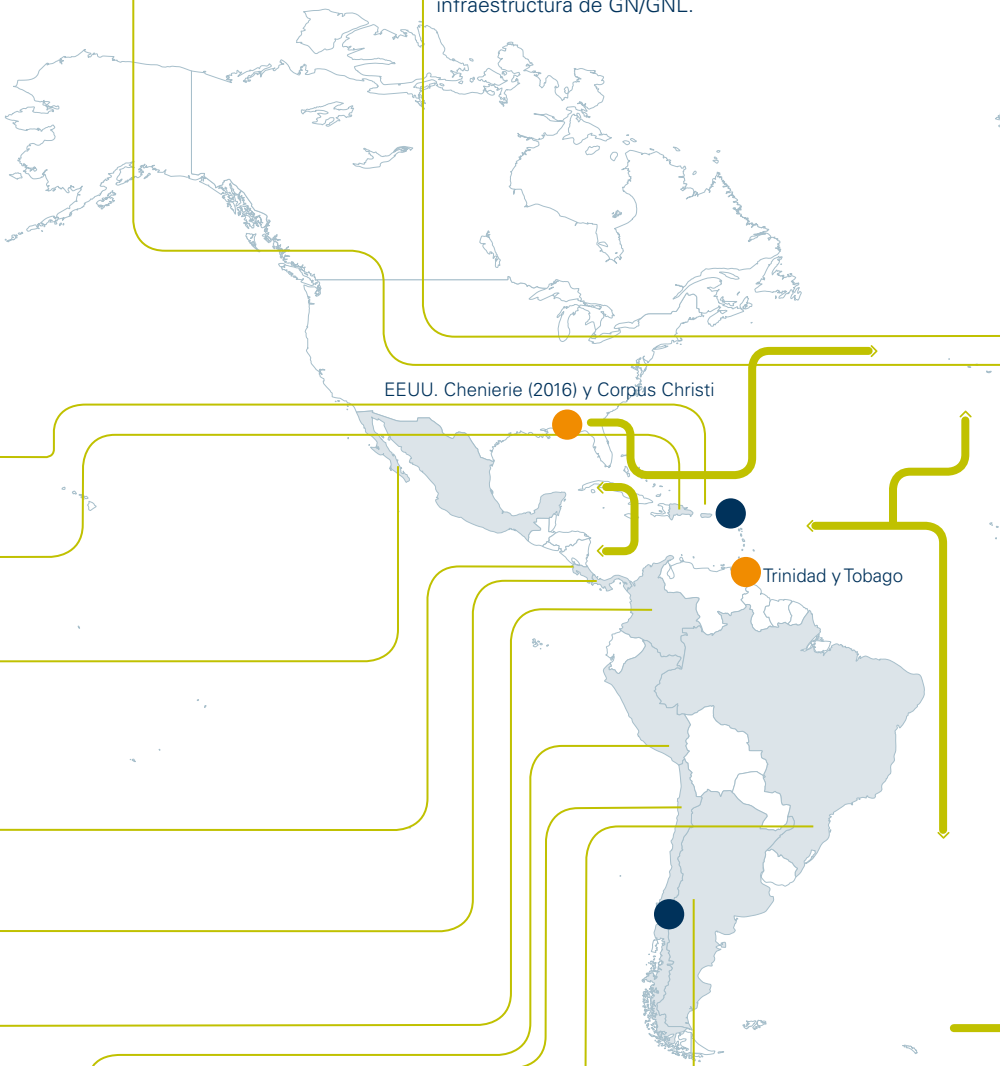 infraestructura de GN/GNL.
EEUU. Chenierie (2016) y Corpus Christi
Trinidad y Tobago